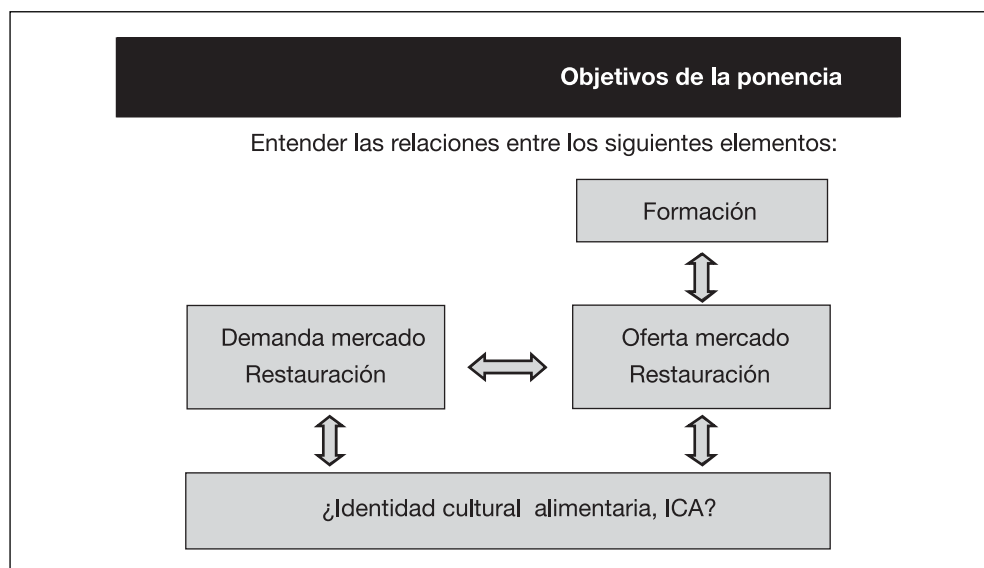 Objetivos de la ponencia
Entender las relaciones entre los siguientes elementos:
Formación
Demanda mercado
Restauración
Oferta mercado
Restauración
¿Identidad cultural alimentaria, ICA?